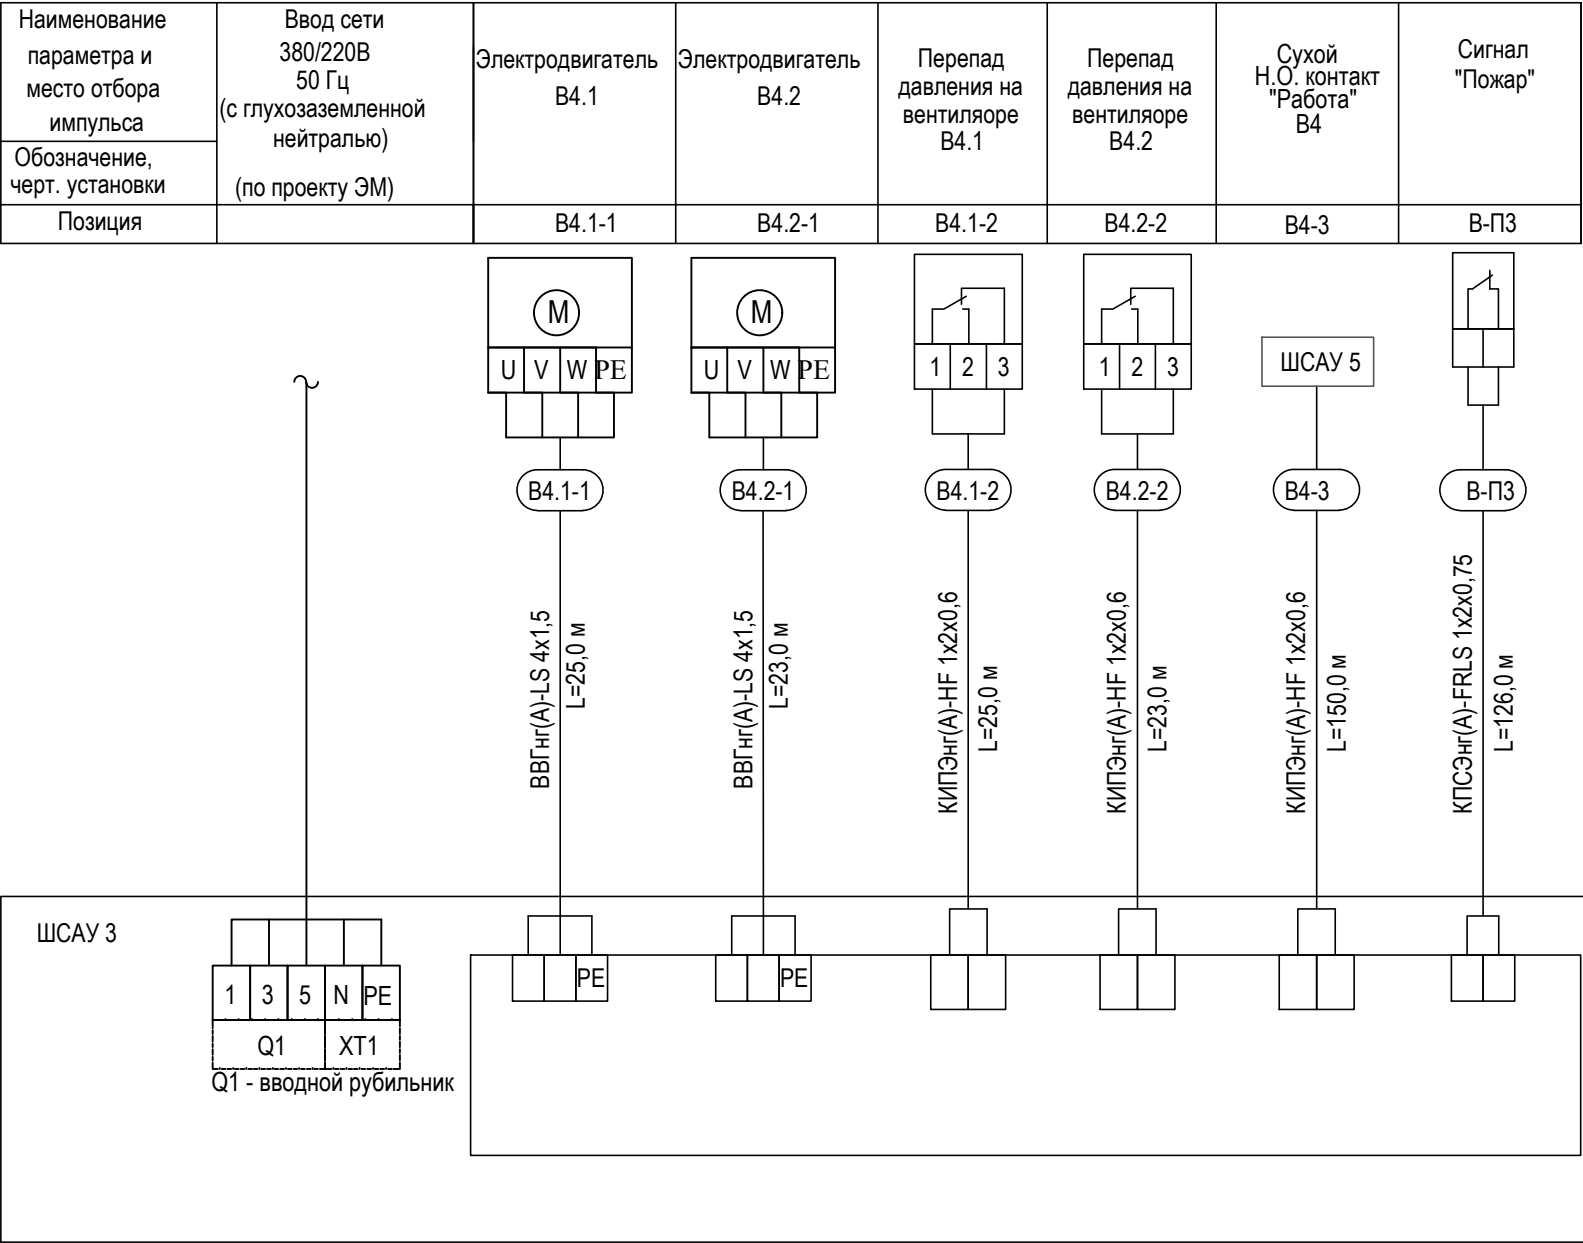 Наименование
параметра и
место отбора
импульса
Обозначение,
черт. установки
Позиция
Ввод сети
380/220В
50 Гц
(с глухозаземленной
нейтралью)
(по проекту ЭМ)
Электродвигатель
В4.1
Электродвигатель
В4.2
Перепад
давления на
вентиляоре
В4.1
Перепад
давления на
вентиляоре
В4.2
Сухой
Н.О. контакт
"Работа"
В4
Сигнал
"Пожар"
В4.1-1
В4.2-1
В4.1-2
В4.2-2
В4-3
В-П3
M
U V W PE
M
U V W PE
1 2 3
1 2 3
ШСАУ 5
В4.1-1
В4.2-1
В4.1-2
В4.2-2
В4-3
В-П3
ВВГнг(А)-LS 4х1,5
L=25,0 м
ВВГнг(А)-LS 4х1,5
L=23,0 м
КИПЭнг(А)-HF 1х2х0,6
L=25,0 м
КИПЭнг(А)-HF 1х2х0,6
L=23,0 м
КИПЭнг(А)-HF 1х2х0,6
L=150,0 м
КПСЭнг(А)-FRLS 1х2х0,75
L=126,0 м
ШСАУ 3
1 3 5 N PE
Q1 XT1
Q1 - вводной рубильник
PE
PE